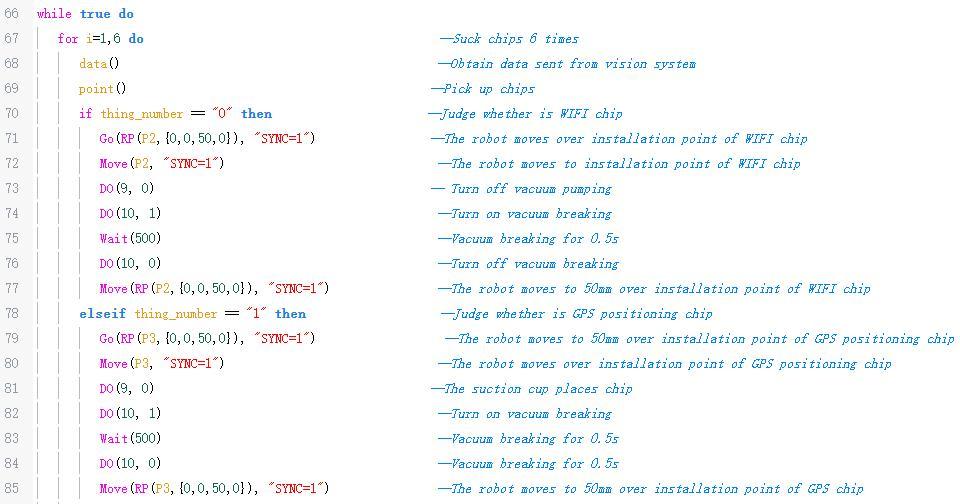 66 while true do
67 for i=1,6 do --Suck chips 6 times
68 data() --Obtain data sent from vision system
69 point() --Pick up chips
70 if thing_number == "0" then --Judge whether is WIFI chip
71 Go(RP(P2,{0,0,50,0}), "SYNC=1") --The robot moves over installation point of WIFI chip
72 Move(P2, "SYNC=1") --The robot moves to installation point of WIFI chip
73 DO(9, 0) -- Turn off vacuum pumping
74 DO(10, 1) --Turn on vacuum breaking
75 Wait(500) --Vacuum breaking for 0.5s
76 DO(10, 0) --Turn off vacuum breaking
77 Move(RP(P2,{0,0,50,0}), "SYNC=1") --The robot moves to 50mm over installation point of WIFI chip
78 elseif thing_number == "1" then --Judge whether is GPS positioning chip
79 Go(RP(P3,{0,0,50,0}), "SYNC=1") --The robot moves to 50mm over installation point of GPS positioning chip
80 Move(P3, "SYNC=1") --The robot moves over installation point of GPS positioning chip
81 DO(9, 0) --The suction cup places chip
82 DO(10, 1) --Turn on vacuum breaking
83 Wait(500) --Vacuum breaking for 0.5s
84 DO(10, 0) --Vacuum breaking for 0.5s
85 Move(RP(P3,{0,0,50,0}), "SYNC=1") --The robot moves to 50mm over installation point of GPS chip